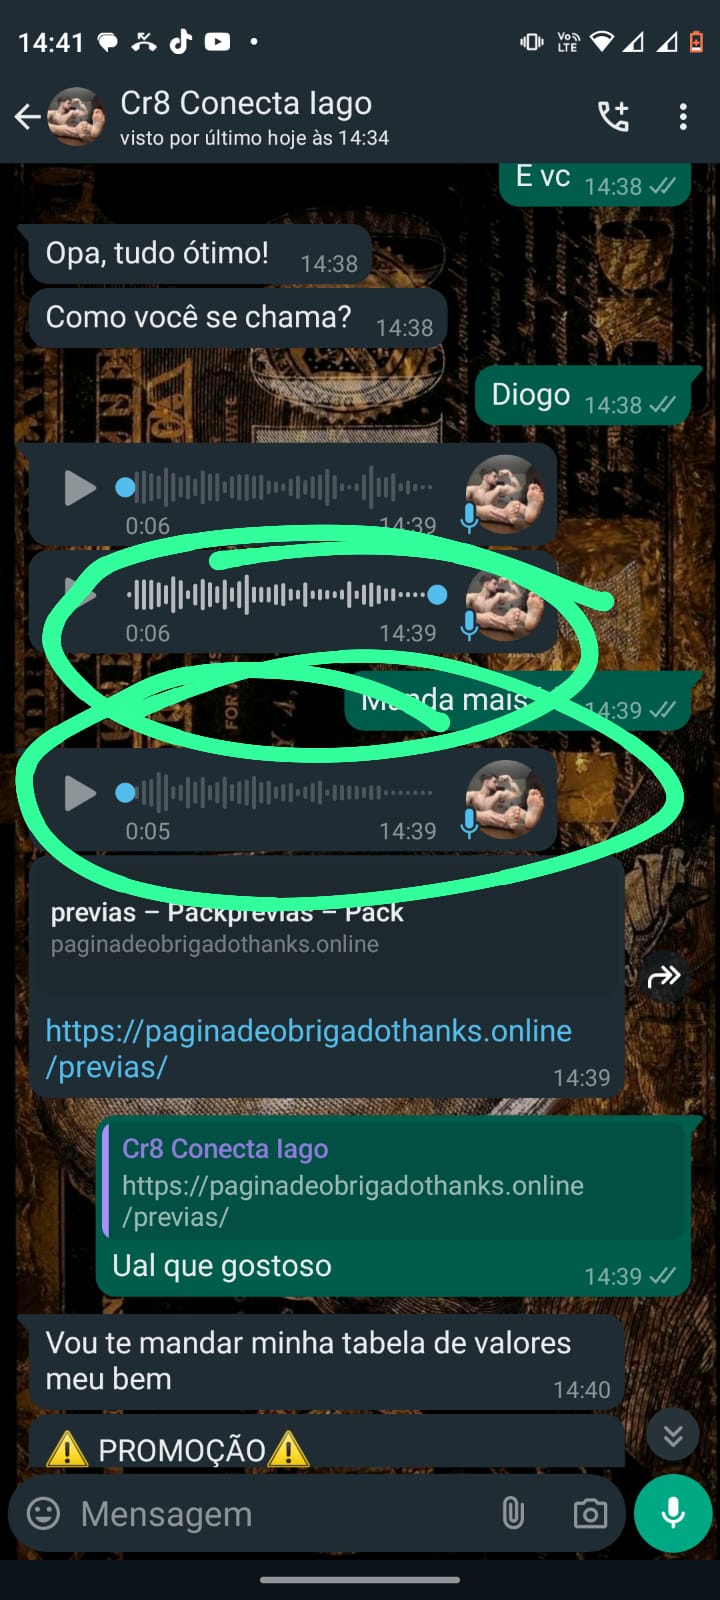 14:41
VoLTE
Cr8 Conecta Iago
visto por último hoje às 14:34
E vc 14:38
Opa, tudo ótimo! 14:38
Como você se chama? 14:38
Diogo 14:38
0:06 14:39
0:06 14:39
Manda mais 14:39
0:05 14:39
previas – Packprevias – Pack
paginadeobrigadothanks.online
https://paginadeobrigadothanks.online
/previas/
14:39
Cr8 Conecta Iago
https://paginadeobrigadothanks.online
/previas/
Ual que gostoso 14:39
Vou te mandar minha tabela de valores
meu bem 14:40
⚠️ PROMOÇÃO⚠️
Mensagem